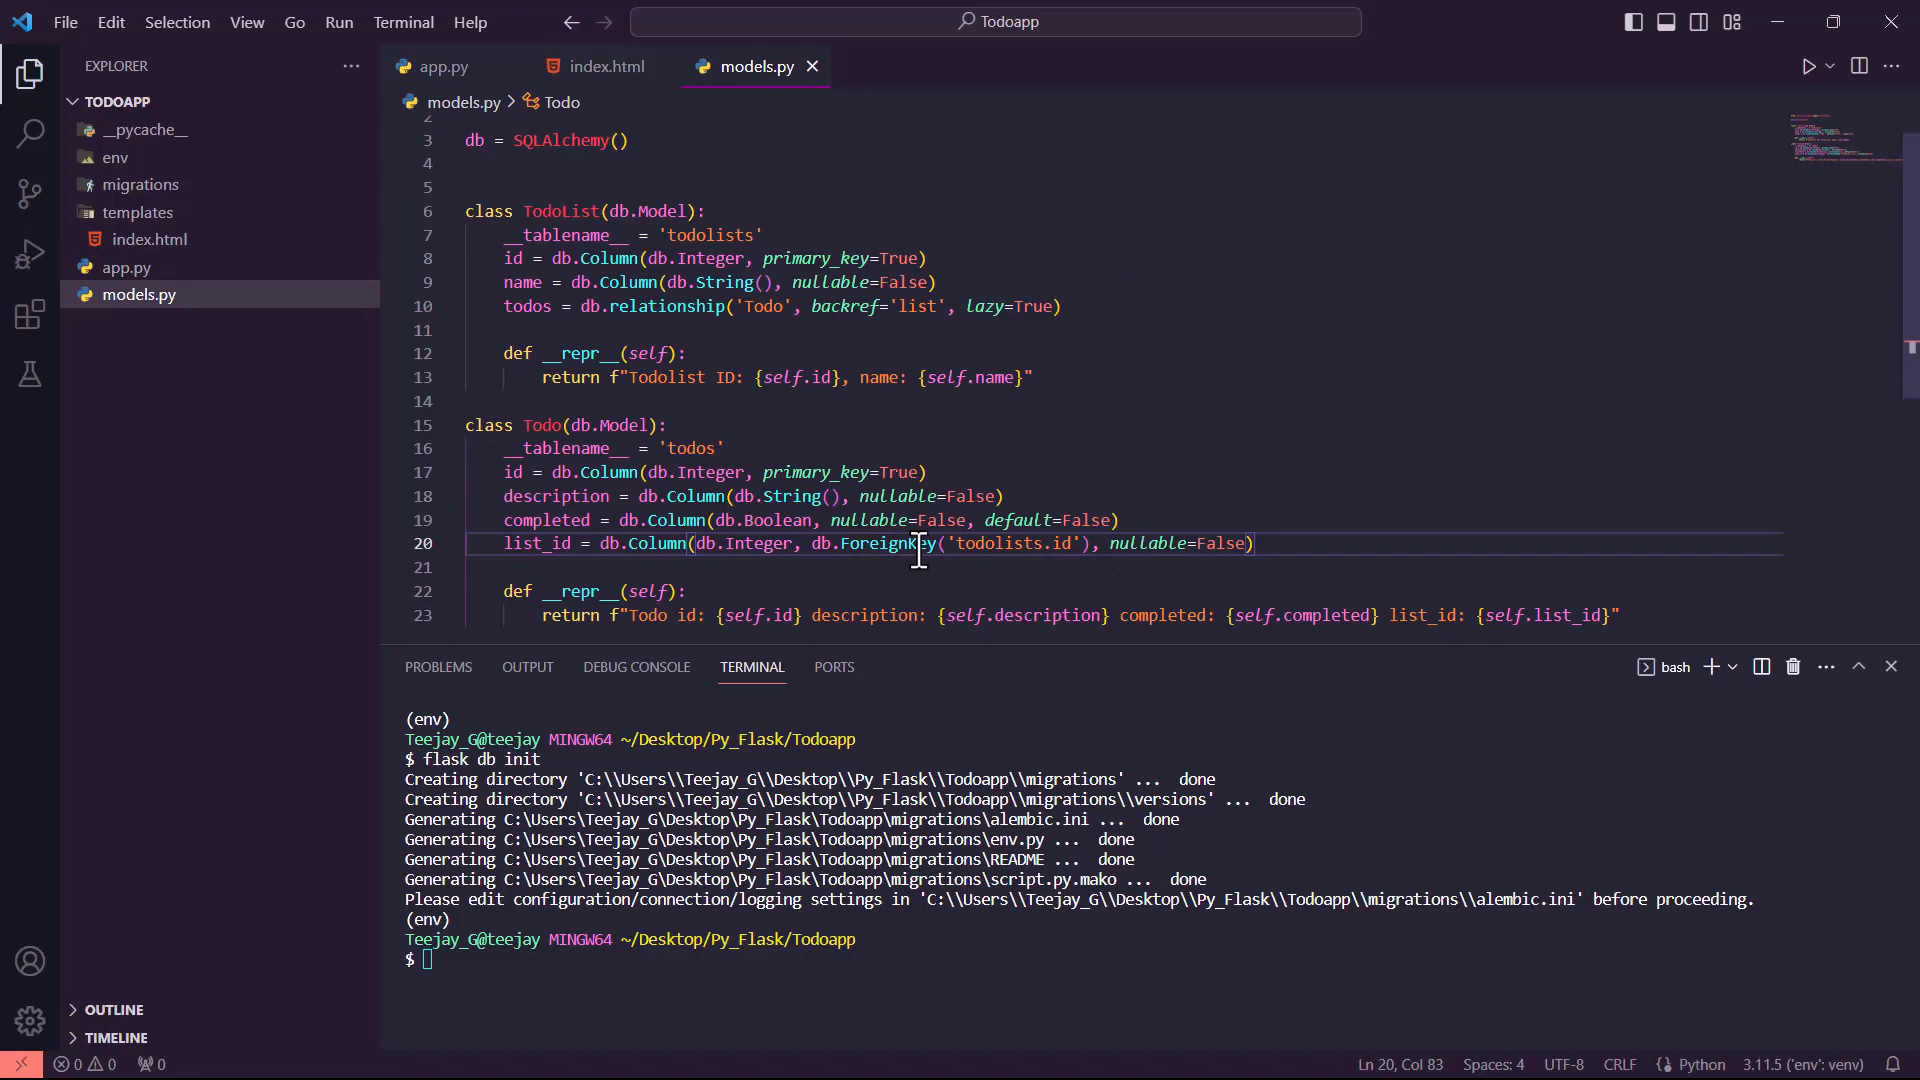 File Edit Selection View Go Run Terminal Help
Todoapp
EXPLORER
TODOAPP
__pycache__
env
migrations
templates
index.html
app.py
models.py
OUTLINE
TIMELINE
app.py index.html models.py
models.py > Todo
2
3 db = SQLAlchemy()
4
5
6 class TodoList(db.Model):
7 __tablename__ = 'todolists'
8 id = db.Column(db.Integer, primary_key=True)
9 name = db.Column(db.String(), nullable=False)
10 todos = db.relationship('Todo', backref='list', lazy=True)
11
12 def __repr__(self):
13 return f"Todolist ID: {self.id}, name: {self.name}"
14
15 class Todo(db.Model):
16 __tablename__ = 'todos'
17 id = db.Column(db.Integer, primary_key=True)
18 description = db.Column(db.String(), nullable=False)
19 completed = db.Column(db.Boolean, nullable=False, default=False)
20 list_id = db.Column(db.Integer, db.ForeignKey('todolists.id'), nullable=False)
21
22 def __repr__(self):
23 return f"Todo id: {self.id} description: {self.description} completed: {self.completed} list_id: {self.list_id}"
PROBLEMS OUTPUT DEBUG CONSOLE TERMINAL PORTS
bash
(env)
Teejay_G@teejay MINGW64 ~/Desktop/Py_Flask/Todoapp
$ flask db init
Creating directory 'C:\\Users\\Teejay_G\\Desktop\\Py_Flask\\Todoapp\\migrations' ... done
Creating directory 'C:\\Users\\Teejay_G\\Desktop\\Py_Flask\\Todoapp\\migrations\\versions' ... done
Generating C:\Users\Teejay_G\Desktop\Py_Flask\Todoapp\migrations\alembic.ini ... done
Generating C:\Users\Teejay_G\Desktop\Py_Flask\Todoapp\migrations\env.py ... done
Generating C:\Users\Teejay_G\Desktop\Py_Flask\Todoapp\migrations\README ... done
Generating C:\Users\Teejay_G\Desktop\Py_Flask\Todoapp\migrations\script.py.mako ... done
Please edit configuration/connection/logging settings in 'C:\\Users\\Teejay_G\\Desktop\\Py_Flask\\Todoapp\\migrations\\alembic.ini' before proceeding.
(env)
Teejay_G@teejay MINGW64 ~/Desktop/Py_Flask/Todoapp
$
0 0 0
Ln 20, Col 83 Spaces: 4 UTF-8 CRLF Python 3.11.5 ('env': venv)